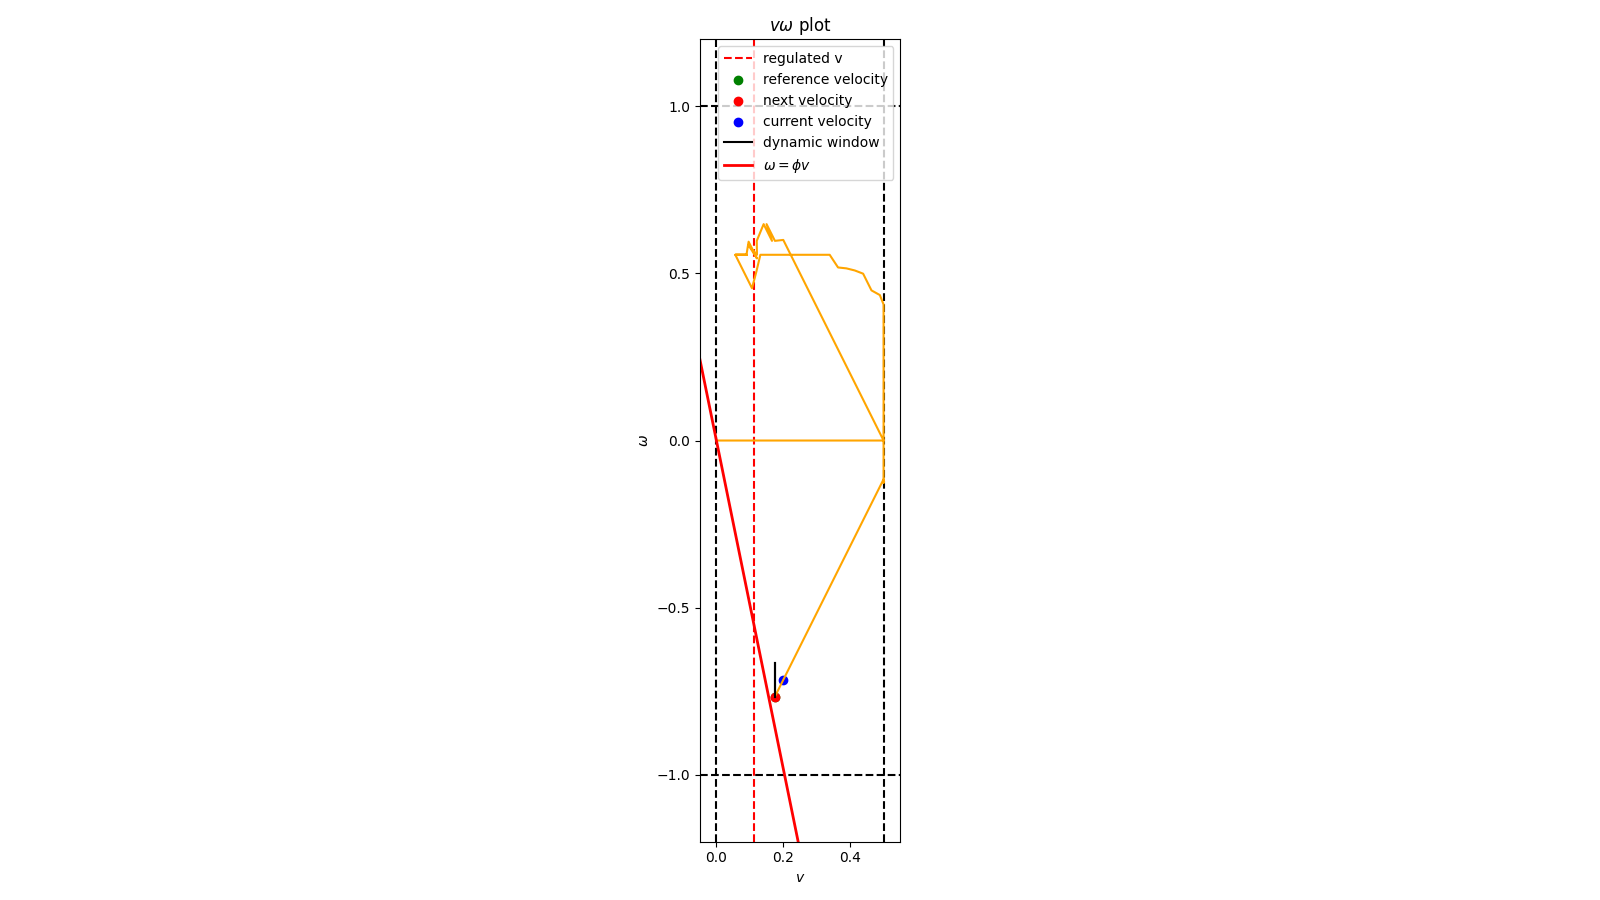 vω plot
regulated v
reference velocity
next velocity
current velocity
dynamic window
ω = ϕv
1.0
0.5
0.0
−0.5
−1.0
ω
0.0 0.2 0.4
v